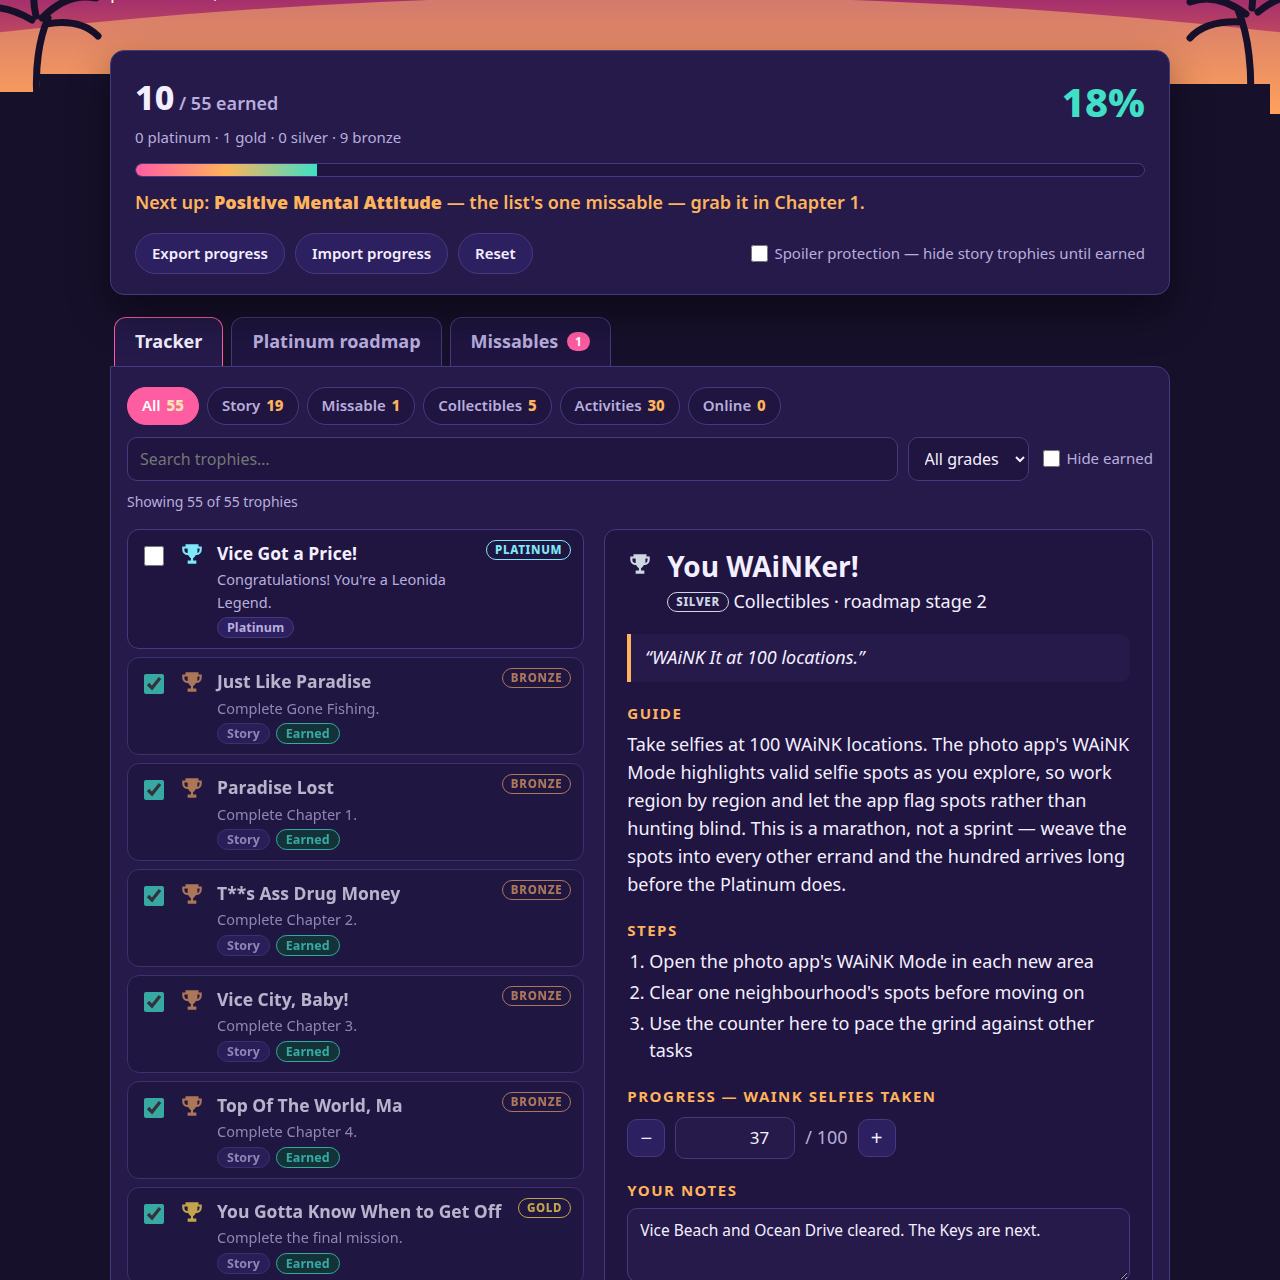 10 / 55 earned
18%
0 platinum · 1 gold · 0 silver · 9 bronze
Next up: Positive Mental Attitude — the list's one missable — grab it in Chapter 1.
Export progress
Import progress
Reset
Spoiler protection — hide story trophies until earned
Tracker
Platinum roadmap
Missables 1
All 55
Story 19
Missable 1
Collectibles 5
Activities 30
Online 0
Search trophies...
All grades
Hide earned
Showing 55 of 55 trophies
Vice Got a Price!
PLATINUM
Congratulations! You're a Leonida
Legend.
Platinum
Just Like Paradise
BRONZE
Complete Gone Fishing.
Story
Earned
Paradise Lost
BRONZE
Complete Chapter 1.
Story
Earned
T**s Ass Drug Money
BRONZE
Complete Chapter 2.
Story
Earned
Vice City, Baby!
BRONZE
Complete Chapter 3.
Story
Earned
Top Of The World, Ma
BRONZE
Complete Chapter 4.
Story
Earned
You Gotta Know When to Get Off
GOLD
Complete the final mission.
Story
Earned
You WAiNKer!
SILVER Collectibles · roadmap stage 2
“WAiNK It at 100 locations.”
GUIDE
Take selfies at 100 WAiNK locations. The photo app's WAiNK
Mode highlights valid selfie spots as you explore, so work
region by region and let the app flag spots rather than
hunting blind. This is a marathon, not a sprint — weave the
spots into every other errand and the hundred arrives long
before the Platinum does.
STEPS
1. Open the photo app's WAiNK Mode in each new area
2. Clear one neighbourhood's spots before moving on
3. Use the counter here to pace the grind against other
tasks
PROGRESS — WAINK SELFIES TAKEN
− 37 / 100 +
YOUR NOTES
Vice Beach and Ocean Drive cleared. The Keys are next.